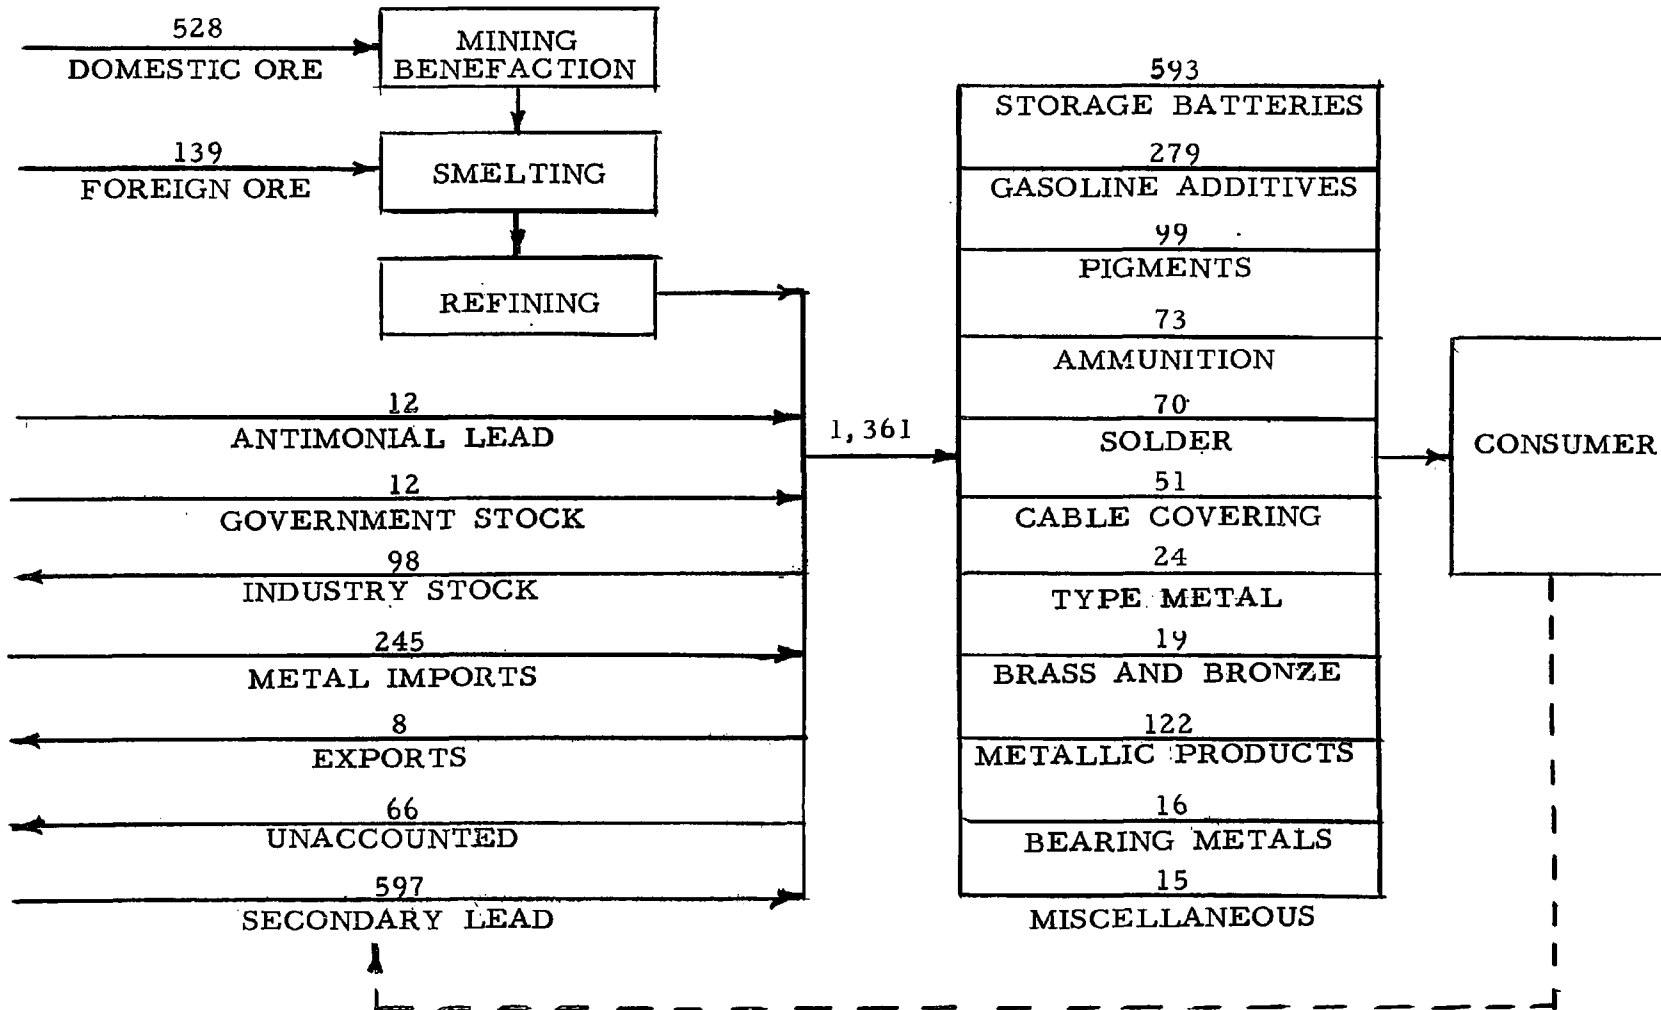 528
DOMESTIC ORE
MINING
BENEFACTION
139
FOREIGN ORE
SMELTING
REFINING
12
ANTIMONIAL LEAD
12
GOVERNMENT STOCK
98
INDUSTRY STOCK
245
METAL IMPORTS
8
EXPORTS
66
UNACCOUNTED
597
SECONDARY LEAD
1,361
593
STORAGE BATTERIES
279
GASOLINE ADDITIVES
99
PIGMENTS
73
AMMUNITION
70
SOLDER
51
CABLE COVERING
24
TYPE METAL
19
BRASS AND BRONZE
122
METALLIC PRODUCTS
16
BEARING METALS
15
MISCELLANEOUS
CONSUMER